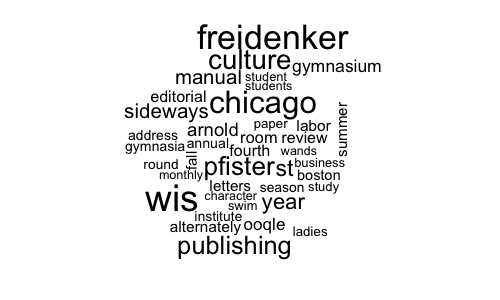 freidenker
culture gymnasium
manual student
students
editorial chicago
sideways
summer
address arnold paper labor
room review
gymnasia annual fourth wands
fall
round pfister st business
monthly boston
letters season study
wis character year
swim
institute
alternately ooqle ladies
publishing